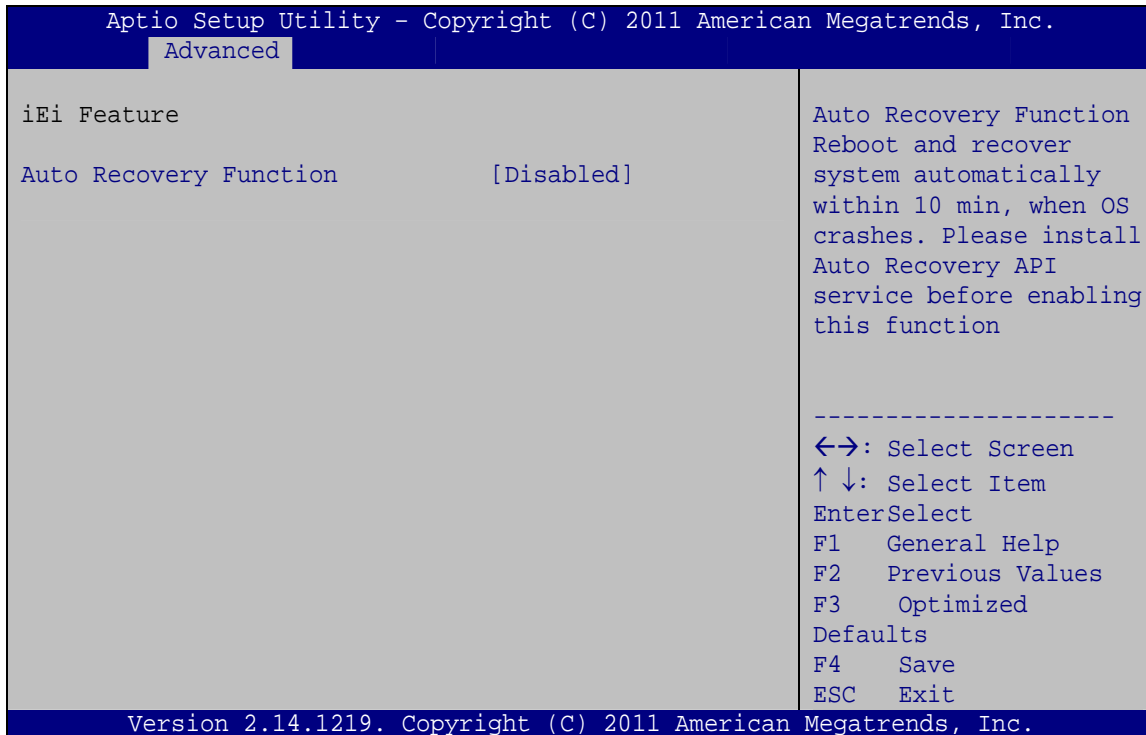 Aptio Setup Utility – Copyright (C) 2011 American Megatrends, Inc.
Advanced
iEi Feature
Auto Recovery Function [Disabled]
Auto Recovery Function
Reboot and recover
system automatically
within 10 min, when OS
crashes. Please install
Auto Recovery API
service before enabling
this function
---------------------
←→: Select Screen
↑ ↓: Select Item
EnterSelect
F1 General Help
F2 Previous Values
F3 Optimized
Defaults
F4 Save
ESC Exit
Version 2.14.1219. Copyright (C) 2011 American Megatrends, Inc.